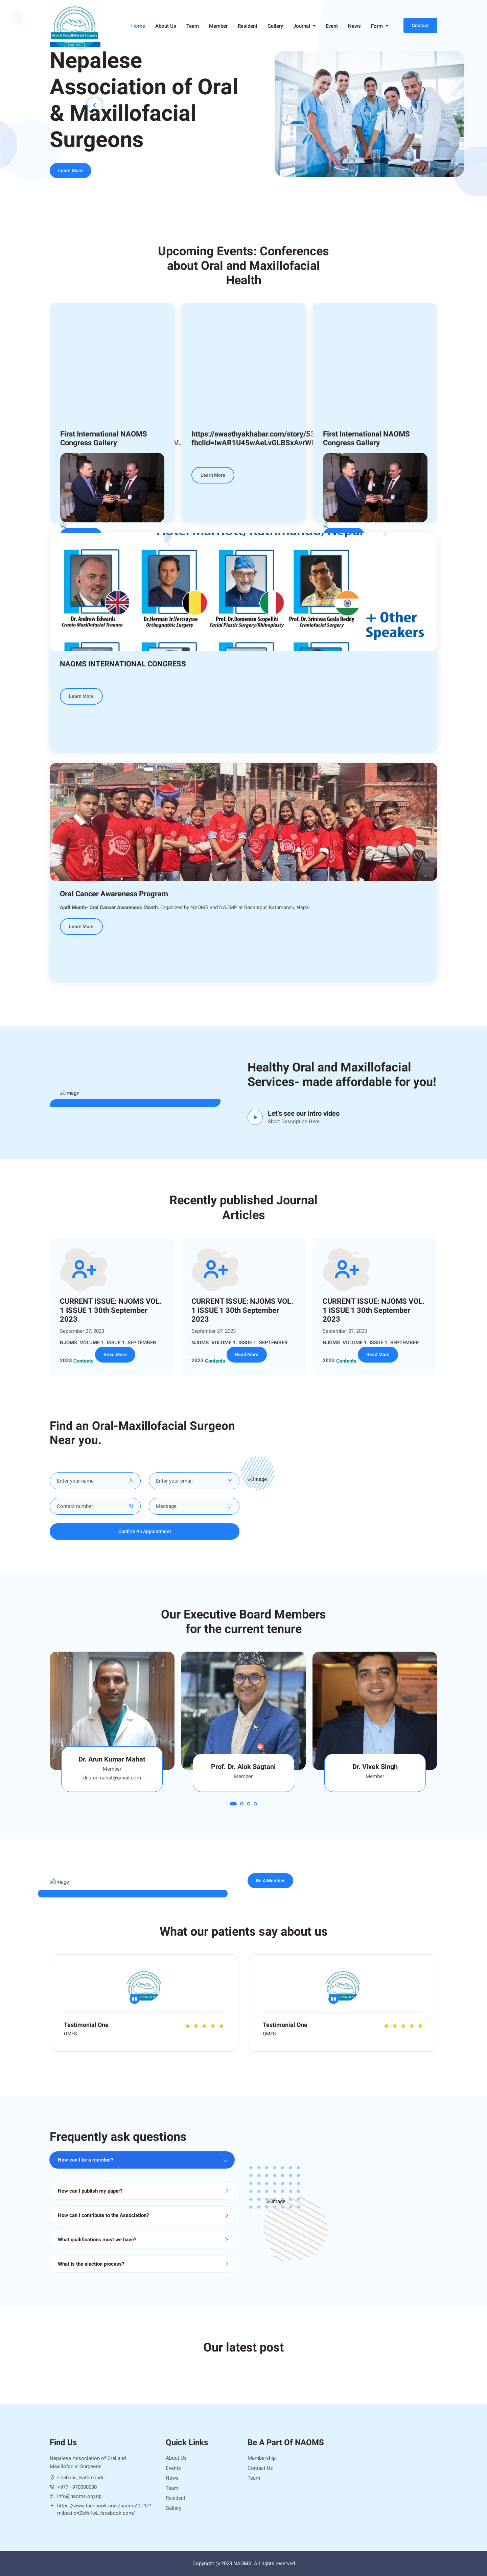 Home
About Us
Team
Member
Resident
Gallery
Journal
Event
News
Form
Contact
Nepalese
Association of Oral
& Maxillofacial
Surgeons
Learn More
Upcoming Events: Conferences
about Oral and Maxillofacial
Health
First International NAOMS
Congress Gallery
https://swasthyakhabar.com/story/53
fbclid=IwAR1U45wAeLvGLBSxAvrW
Learn More
First International NAOMS
Congress Gallery
Hotel Marriott, Kathmandu, Nepal
Dr. Andrew Edwards
Cranio-Maxillofacial Trauma
Dr.Herman Jr.Vercruysse
Orthognathic Surgery
Prof. Dr.Domenico Scopelliti
Facial Plastic Surgery/Rhinoplasty
Prof. Dr. Srinivas Gosla Reddy
Craniofacial Surgery
+ Other
Speakers
NAOMS INTERNATIONAL CONGRESS
Learn More
Oral Cancer Awareness Program
April Month- Oral Cancer Awareness Month. Organized by NAOMS and NAOMP at Basantpur, Kathmandu, Nepal
Learn More
Healthy Oral and Maxillofacial
Services- made affordable for you!
Image
Let's see our intro video
Short Description Here
Recently published Journal
Articles
CURRENT ISSUE: NJOMS VOL.
1 ISSUE 1 30th September
2023
September 27, 2023
NJOMS VOLUME 1. ISSUE 1. SEPTEMBER
2023 Contents
Read More
CURRENT ISSUE: NJOMS VOL.
1 ISSUE 1 30th September
2023
September 27, 2023
NJOMS VOLUME 1. ISSUE 1. SEPTEMBER
2023 Contents
Read More
CURRENT ISSUE: NJOMS VOL.
1 ISSUE 1 30th September
2023
September 27, 2023
NJOMS VOLUME 1. ISSUE 1. SEPTEMBER
2023 Contents
Read More
Find an Oral-Maxillofacial Surgeon
Near you.
Enter your name
Enter your email
Image
Contact number
Message
Confirm An Appointment
Our Executive Board Members
for the current tenure
Dr. Arun Kumar Mahat
Member
dr.arunmahat@gmail.com
Prof. Dr. Alok Sagtani
Member
Dr. Vivek Singh
Member
Image
Be A Member
What our patients say about us
Testimonial One
OMFS
Testimonial One
OMFS
Frequently ask questions
How can I be a member?
How can I publish my paper?
How can I contribute to the Association?
What qualifications must we have?
What is the election process?
Image
Our latest post
Find Us
Nepalese Association of Oral and
Maxillofacial Surgeons
Chabahil, Kathmandu
+977 - 970000000
info@naoms.org.np
https://www.facebook.com/naoms2011/?
mibextid=ZbWKwL facebook.com/
Quick Links
About Us
Events
News
Team
Resident
Gallery
Be A Part Of NAOMS
Membership
Contact Us
Team
Copyright @ 2023 NAOMS. All rights reserved